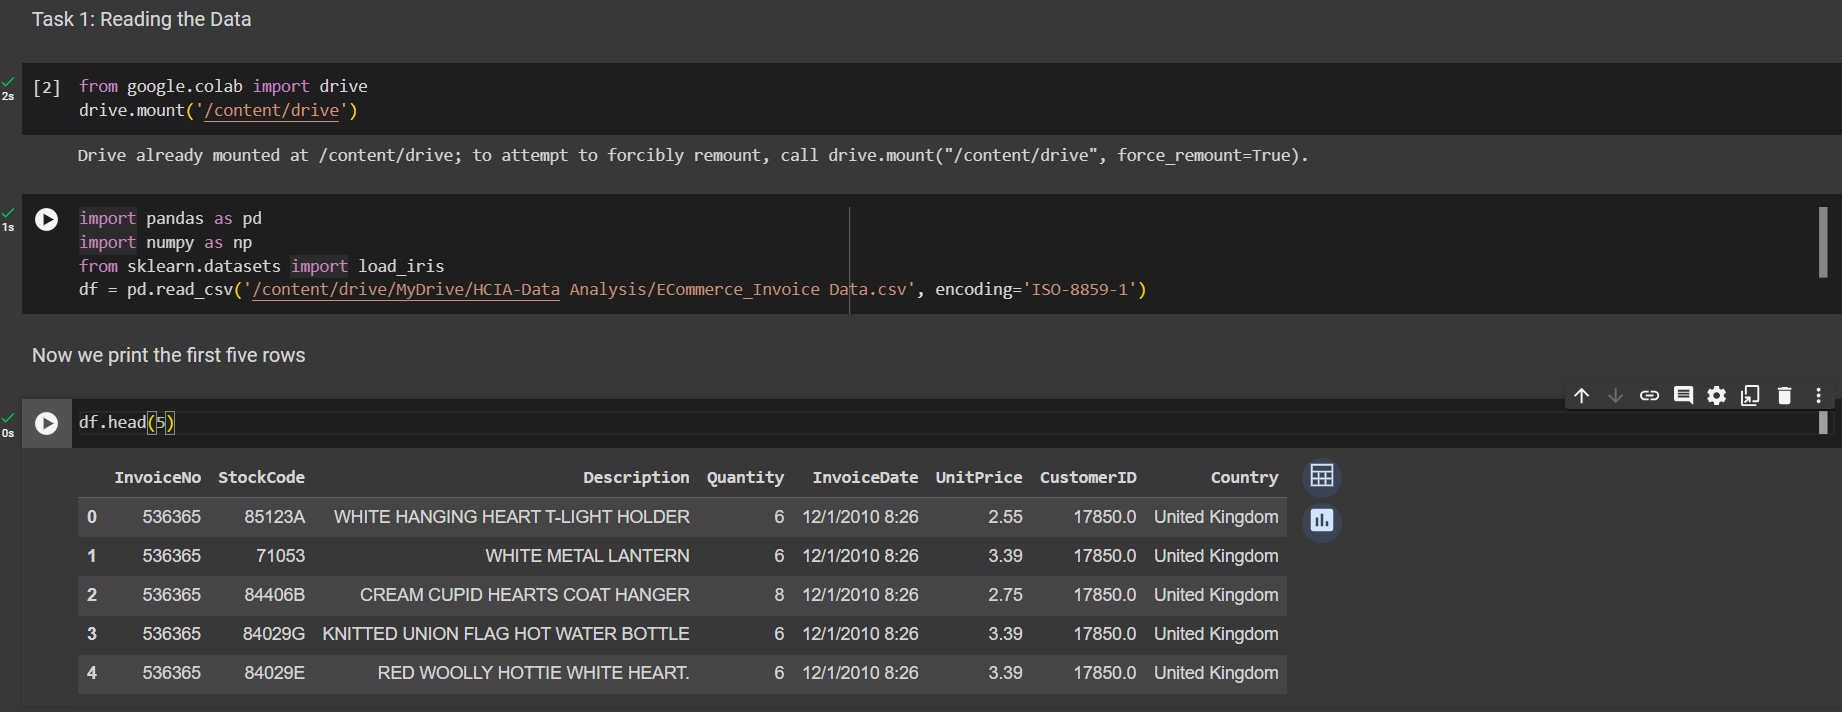 Task 1: Reading the Data
[2] from google.colab import drive
2s drive.mount('/content/drive')
Drive already mounted at /content/drive; to attempt to forcibly remount, call drive.mount("/content/drive", force_remount=True).
1s import pandas as pd
import numpy as np
from sklearn.datasets import load_iris
df = pd.read_csv('/content/drive/MyDrive/HCIA-Data Analysis/ECommerce_Invoice Data.csv', encoding='ISO-8859-1')
Now we print the first five rows
0s df.head(5)
InvoiceNo StockCode Description Quantity InvoiceDate UnitPrice CustomerID Country
0 536365 85123A WHITE HANGING HEART T-LIGHT HOLDER 6 12/1/2010 8:26 2.55 17850.0 United Kingdom
1 536365 71053 WHITE METAL LANTERN 6 12/1/2010 8:26 3.39 17850.0 United Kingdom
2 536365 84406B CREAM CUPID HEARTS COAT HANGER 8 12/1/2010 8:26 2.75 17850.0 United Kingdom
3 536365 84029G KNITTED UNION FLAG HOT WATER BOTTLE 6 12/1/2010 8:26 3.39 17850.0 United Kingdom
4 536365 84029E RED WOOLLY HOTTIE WHITE HEART. 6 12/1/2010 8:26 3.39 17850.0 United Kingdom